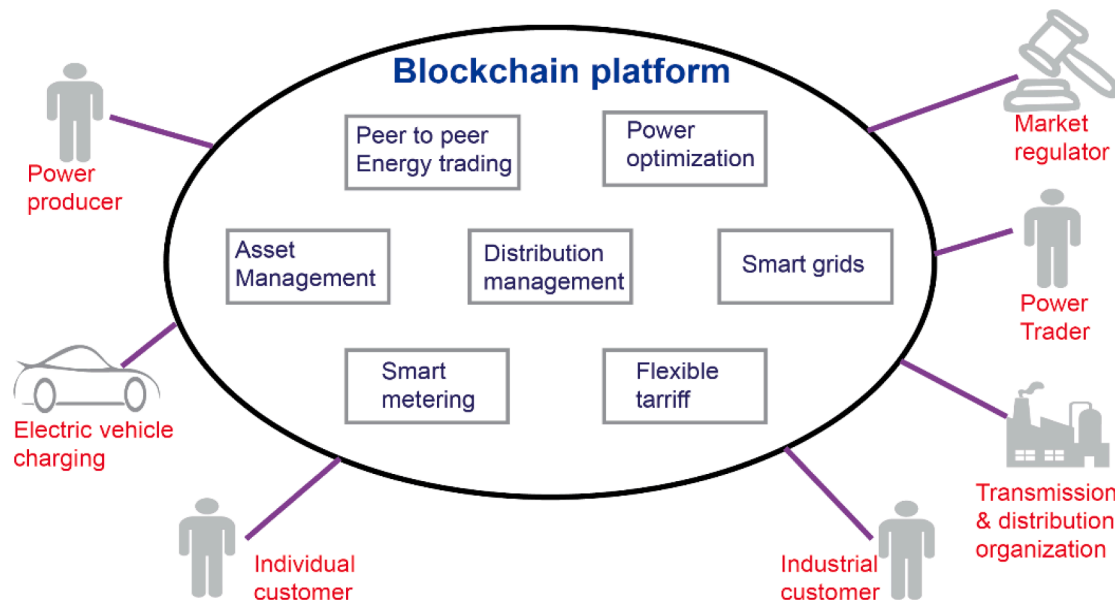 Blockchain platform
Peer to peer
Energy trading
Power
optimization
Asset
Management
Distribution
management
Smart grids
Smart
metering
Flexible
tarriff
Power
producer
Market
regulator
Power
Trader
Electric vehicle
charging
Transmission
& distribution
organization
Individual
customer
Industrial
customer